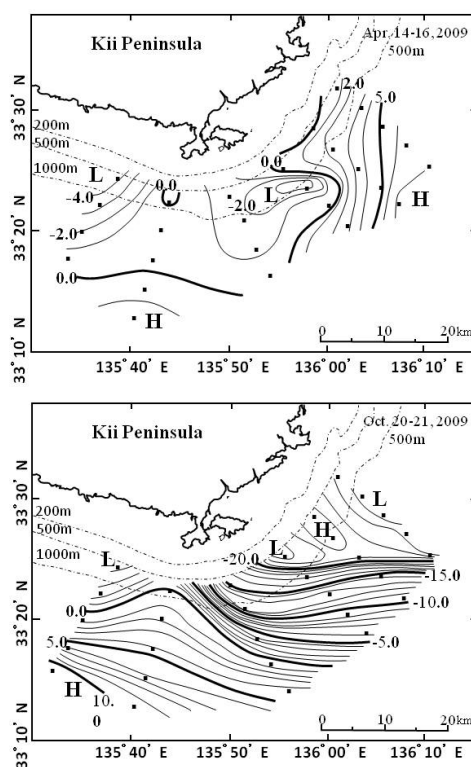 Kii Peninsula
Apr. 14-16, 2009
500m
2.0
5.0
33° 30' N
200m
500m
1000m
L
0.0
0.0
-4.0
-2.0
L
H
33° 20' N
-2.0
0.0
H
0 10 20km
33° 10' N
135°40' E
135°50' E
136°00' E
136°10' E
Kii Peninsula
Oct. 20-21, 2009
500m
33° 30' N
200m
500m
1000m
L
H
L
L
-20.0
-15.0
0.0
-10.0
33° 20' N
5.0
-5.0
H
10.
0
0 10 20km
33° 10' N
135°40' E
135°50' E
136°00' E
136°10' E